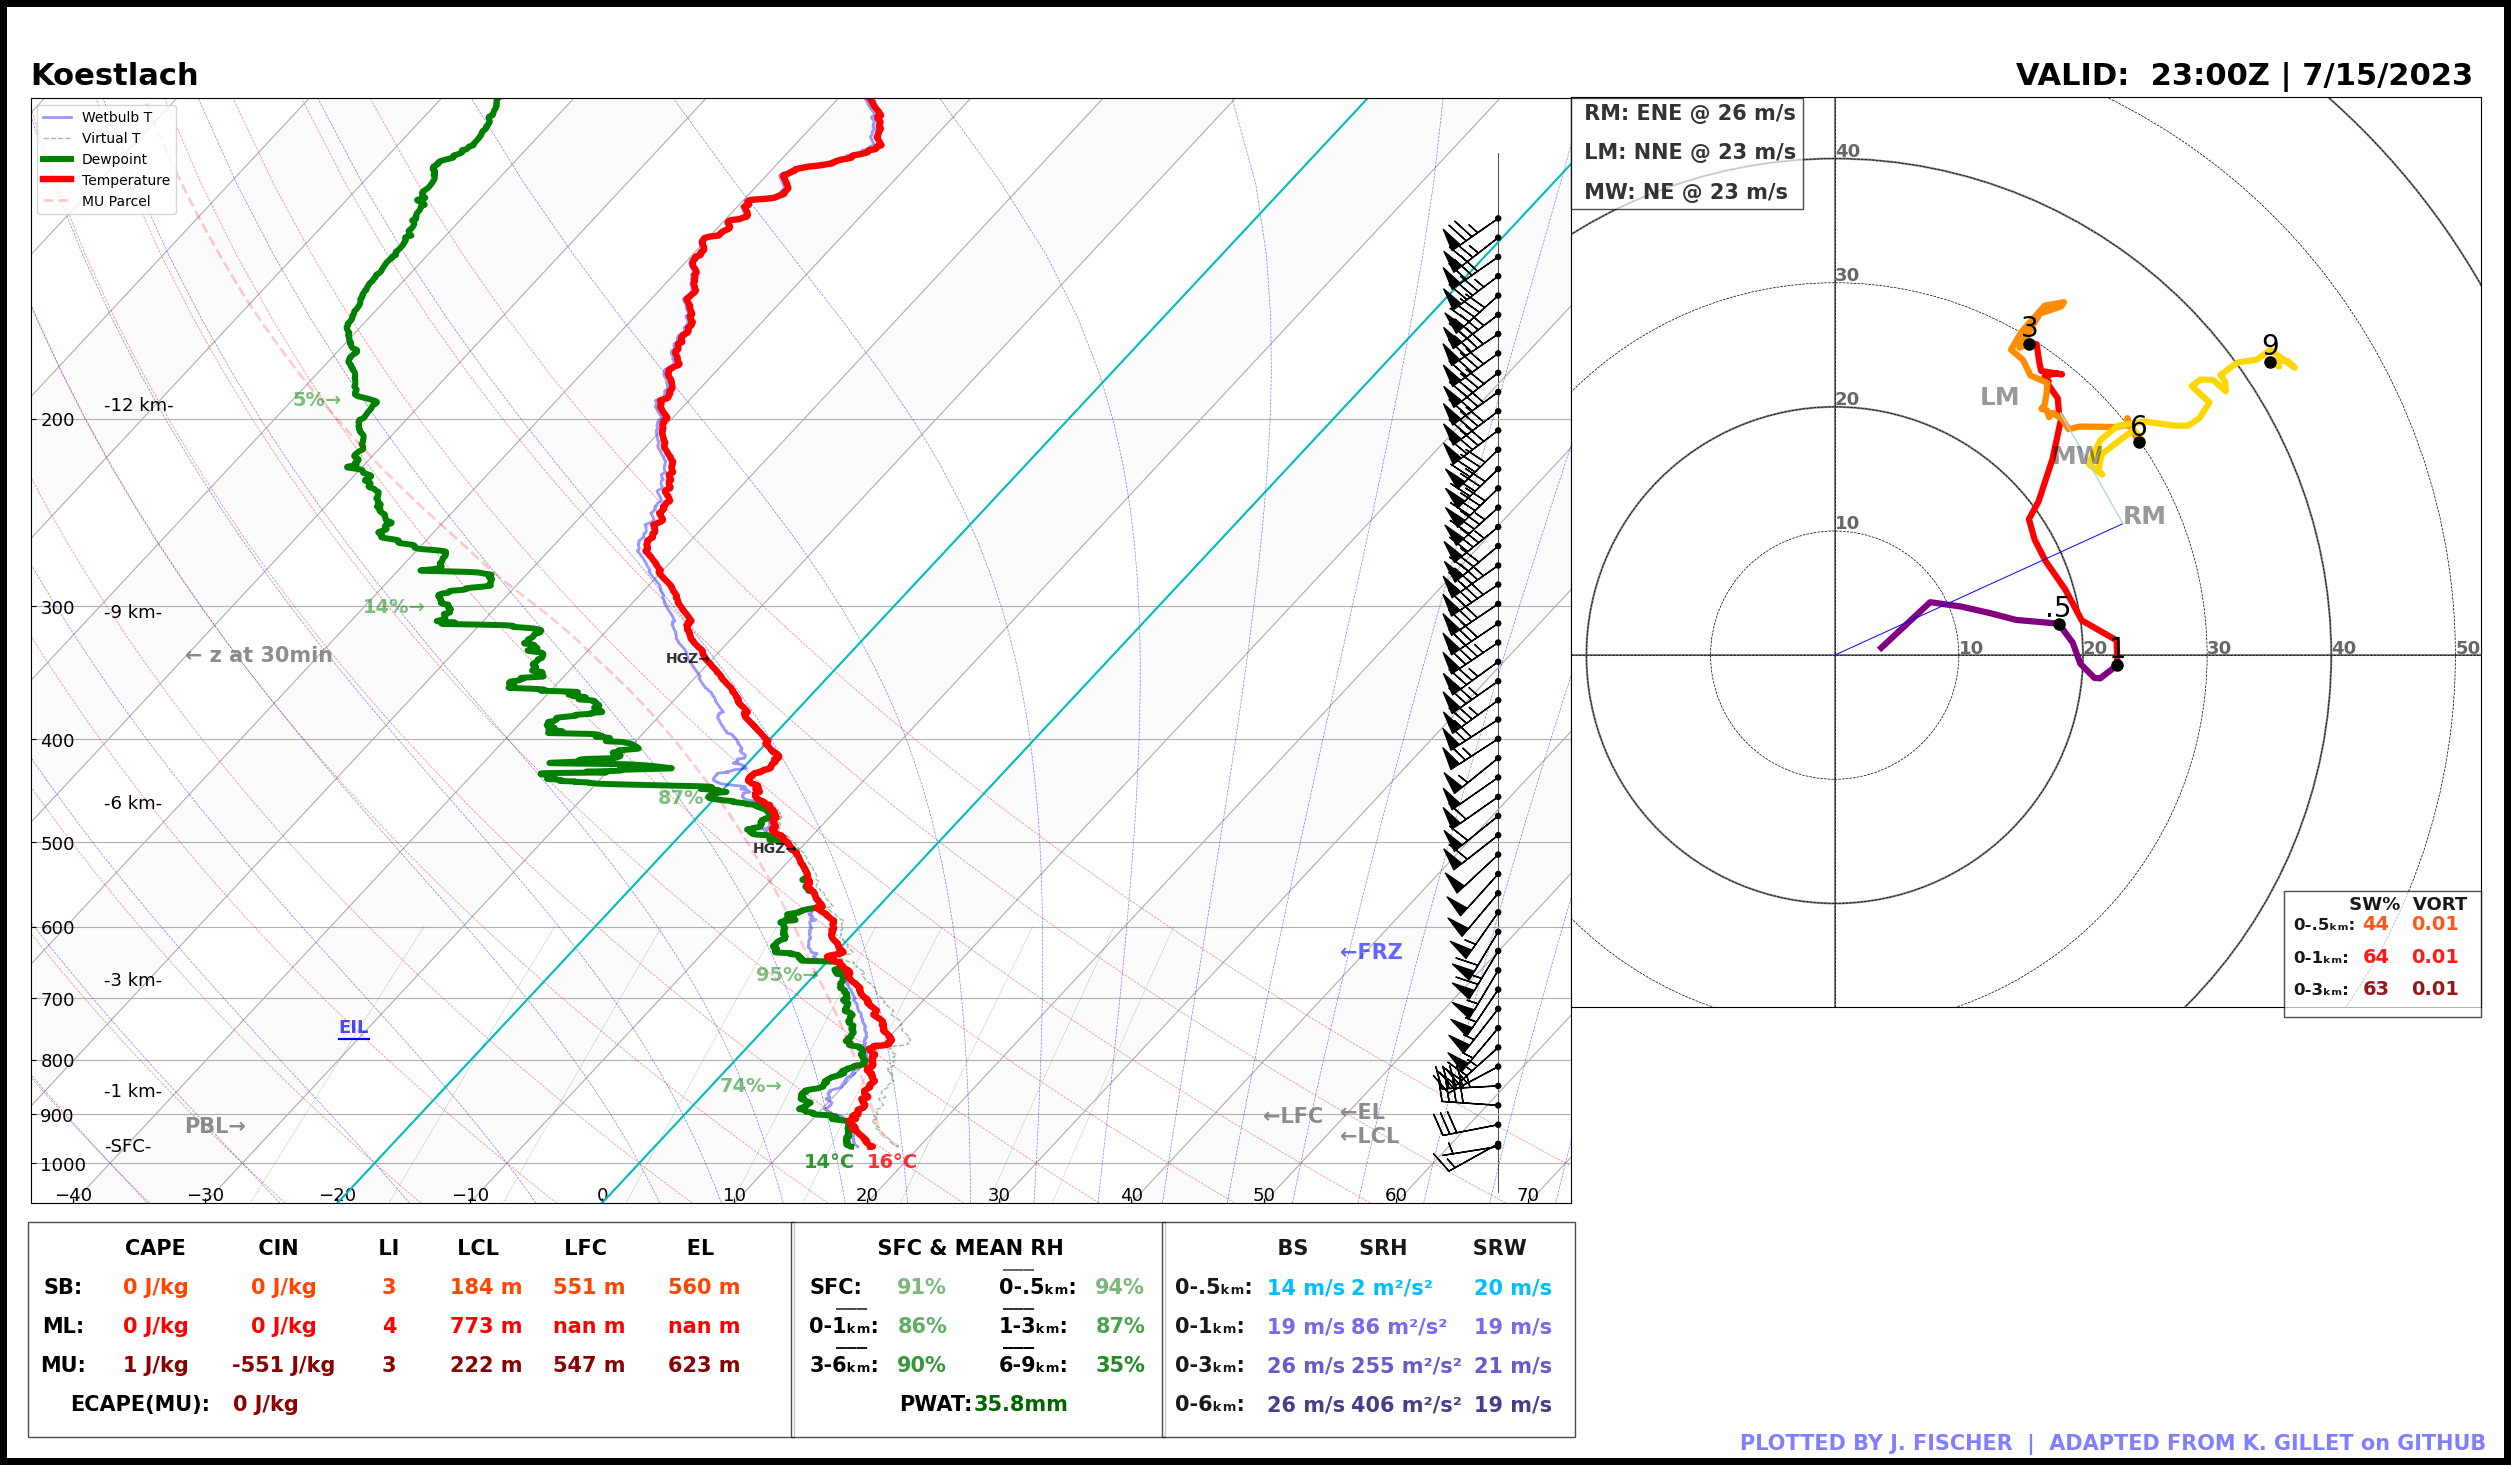 Koestlach
VALID:  23:00Z | 7/15/2023
Wetbulb T
Virtual T
Dewpoint
Temperature
MU Parcel
RM: ENE @ 26 m/s
LM: NNE @ 23 m/s
MW: NE @ 23 m/s
40
30
20
10
10
20
30
40
50
3
9
6
.5
1
LM
MW
RM
5%→
-12 km-
200
14%→
300
-9 km-
← z at 30min
HGZ→
400
87%
-6 km-
500
HGZ→
600
←FRZ
95%→
-3 km-
700
EIL
800
74%→
-1 km-
900
←LFC
←EL
PBL→
←LCL
-SFC-
1000
14°C 16°C
−40 −30 −20 −10 0 10 20 30 40 50 60 70
SW% VORT
0-.5ₖₘ: 44 0.01
0-1ₖₘ: 64 0.01
0-3ₖₘ: 63 0.01
CAPE CIN LI LCL LFC EL
SB: 0 J/kg 0 J/kg 3 184 m 551 m 560 m
ML: 0 J/kg 0 J/kg 4 773 m nan m nan m
MU: 1 J/kg -551 J/kg 3 222 m 547 m 623 m
ECAPE(MU): 0 J/kg
SFC & MEAN RH
SFC: 91% 0-.5ₖₘ: 94%
0-1ₖₘ: 86% 1-3ₖₘ: 87%
3-6ₖₘ: 90% 6-9ₖₘ: 35%
PWAT: 35.8mm
BS SRH SRW
0-.5ₖₘ: 14 m/s 2 m²/s² 20 m/s
0-1ₖₘ: 19 m/s 86 m²/s² 19 m/s
0-3ₖₘ: 26 m/s 255 m²/s² 21 m/s
0-6ₖₘ: 26 m/s 406 m²/s² 19 m/s
PLOTTED BY J. FISCHER  |  ADAPTED FROM K. GILLET on GITHUB